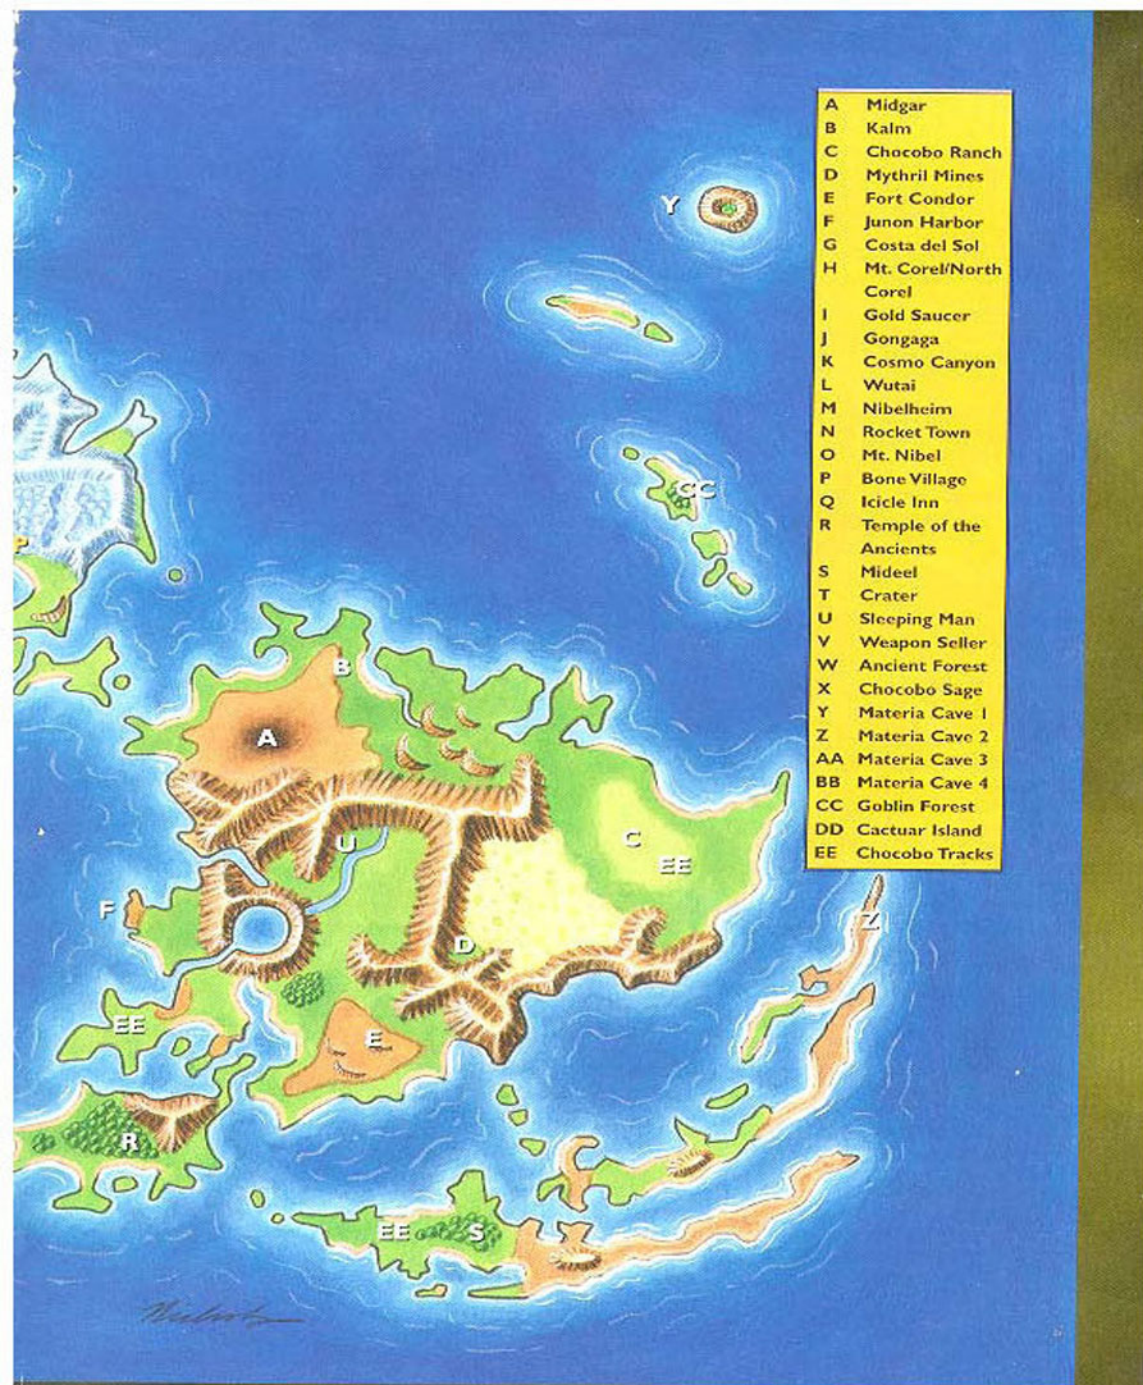 A Midgar
B Kalm
C Chocobo Ranch
D Mythril Mines
E Fort Condor
F Junon Harbor
G Costa del Sol
H Mt. Corel/North
Corel
I Gold Saucer
J Gongaga
K Cosmo Canyon
L Wutai
M Nibelheim
N Rocket Town
O Mt. Nibel
P Bone Village
Q Icicle Inn
R Temple of the
Ancients
S Mideel
T Crater
U Sleeping Man
V Weapon Seller
W Ancient Forest
X Chocobo Sage
Y Materia Cave 1
Z Materia Cave 2
AA Materia Cave 3
BB Materia Cave 4
CC Goblin Forest
DD Cactuar Island
EE Chocobo Tracks
Y
CC
P
B
A
C
U
EE
F
Z
D
EE
E
R
EE
S